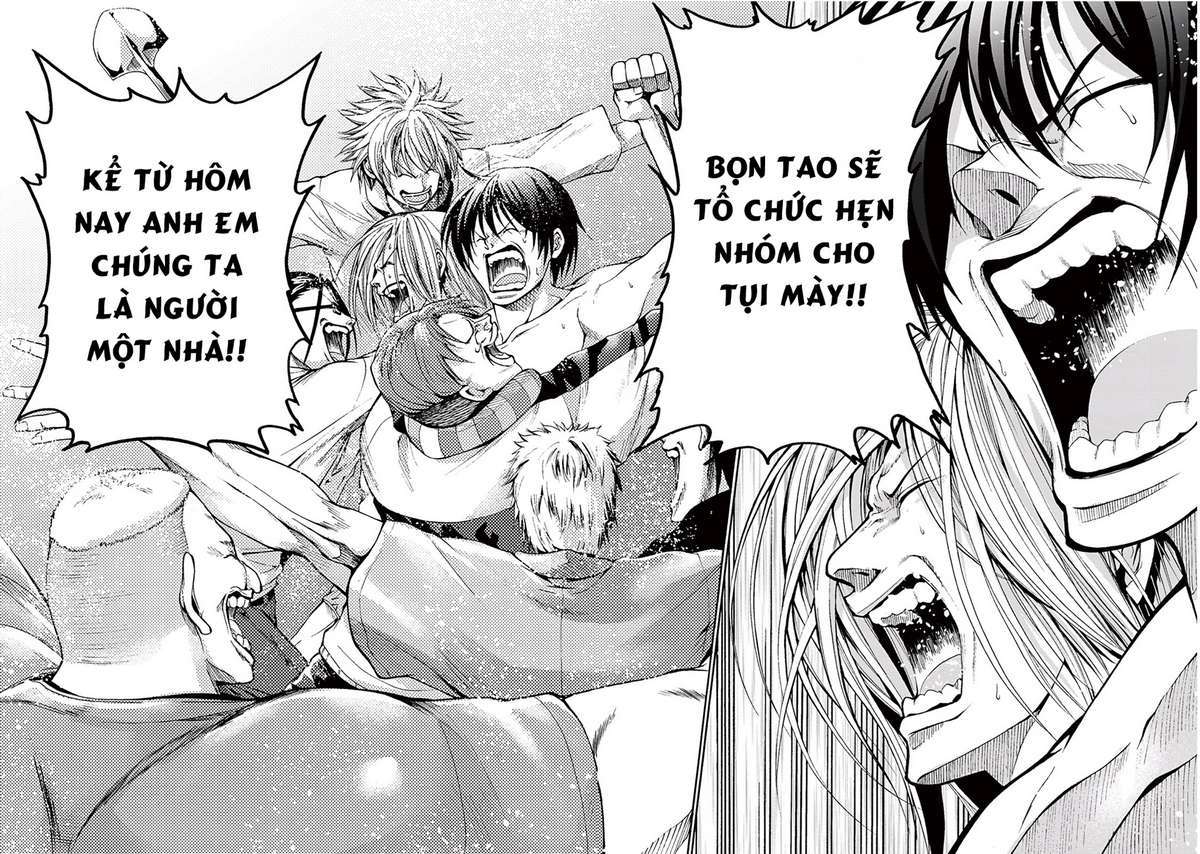 BỌN TAO SẼ
TỔ CHỨC HẸN
NHÓM CHO
TỤI MÀY!!
KỂ TỪ HÔM
NAY ANH EM
CHÚNG TA
LÀ NGƯỜI
MỘT NHÀ!!